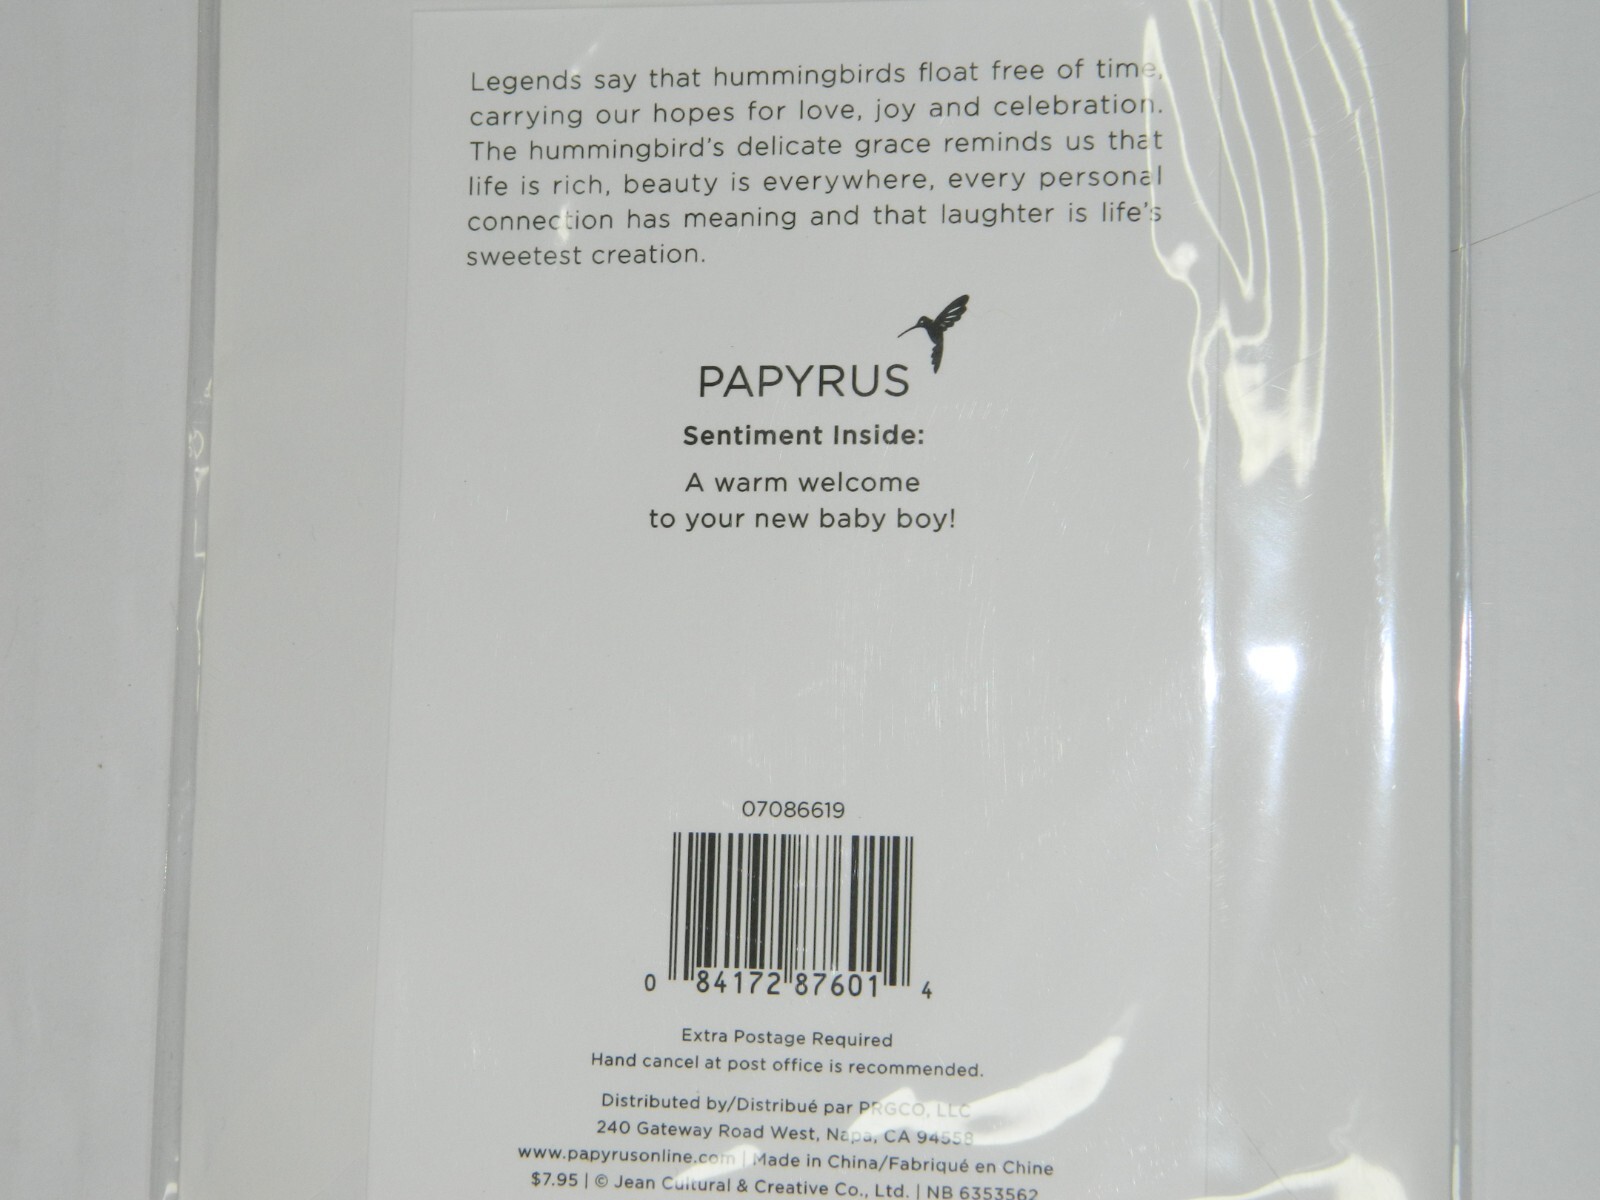 Legends say that hummingbirds float free of time,
carrying our hopes for love, joy and celebration.
The hummingbird's delicate grace reminds us that
life is rich, beauty is everywhere, every personal
connection has meaning and that laughter is life's
sweetest creation.
PAPYRUS
Sentiment Inside:
A warm welcome
to your new baby boy!
07086619
0 84172 87601 4
Extra Postage Required
Hand cancel at post office is recommended.
Distributed by/Distribué par PRGCO, LLC
240 Gateway Road West, Napa, CA 94558
www.papyrusonline.com | Made in China/Fabriqué en Chine
$7.95 | © Jean Cultural & Creative Co., Ltd. | NB 6353562